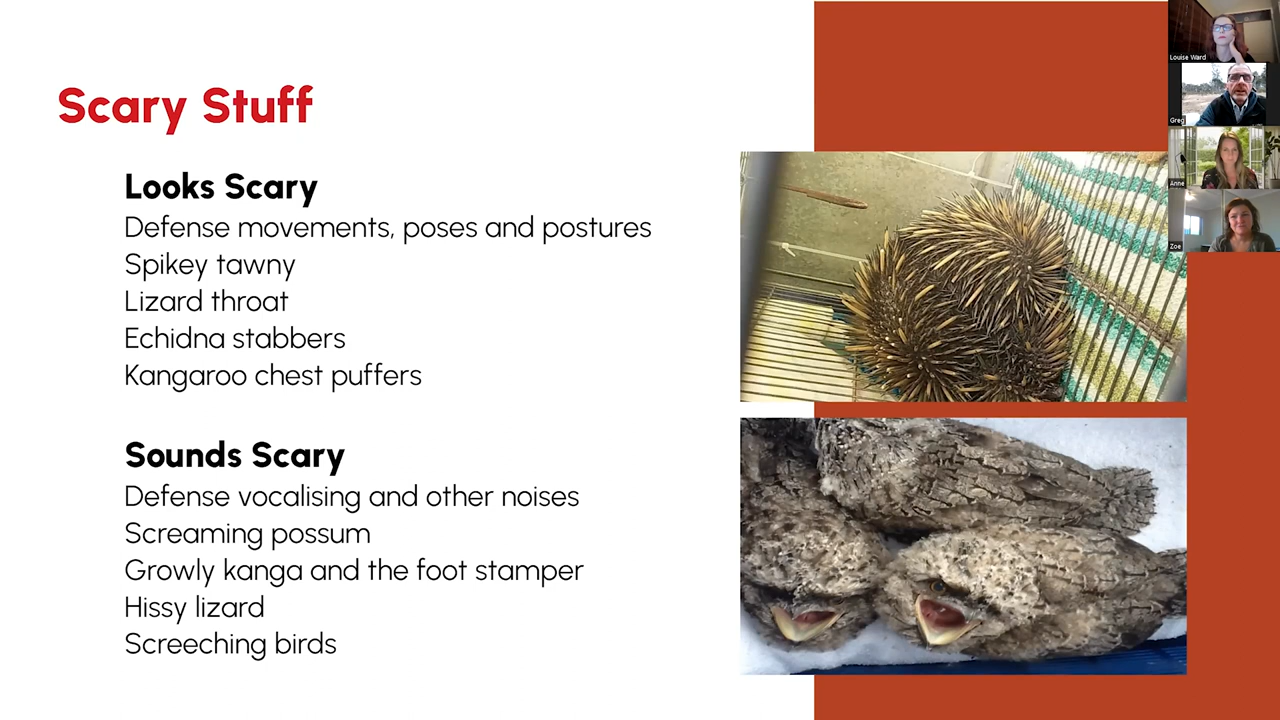 Scary Stuff
Looks Scary
Defense movements, poses and postures
Spikey tawny
Lizard throat
Echidna stabbers
Kangaroo chest puffers
Sounds Scary
Defense vocalising and other noises
Screaming possum
Growly kanga and the foot stamper
Hissy lizard
Screeching birds
Louise Ward
Greg
Anne
Zoe